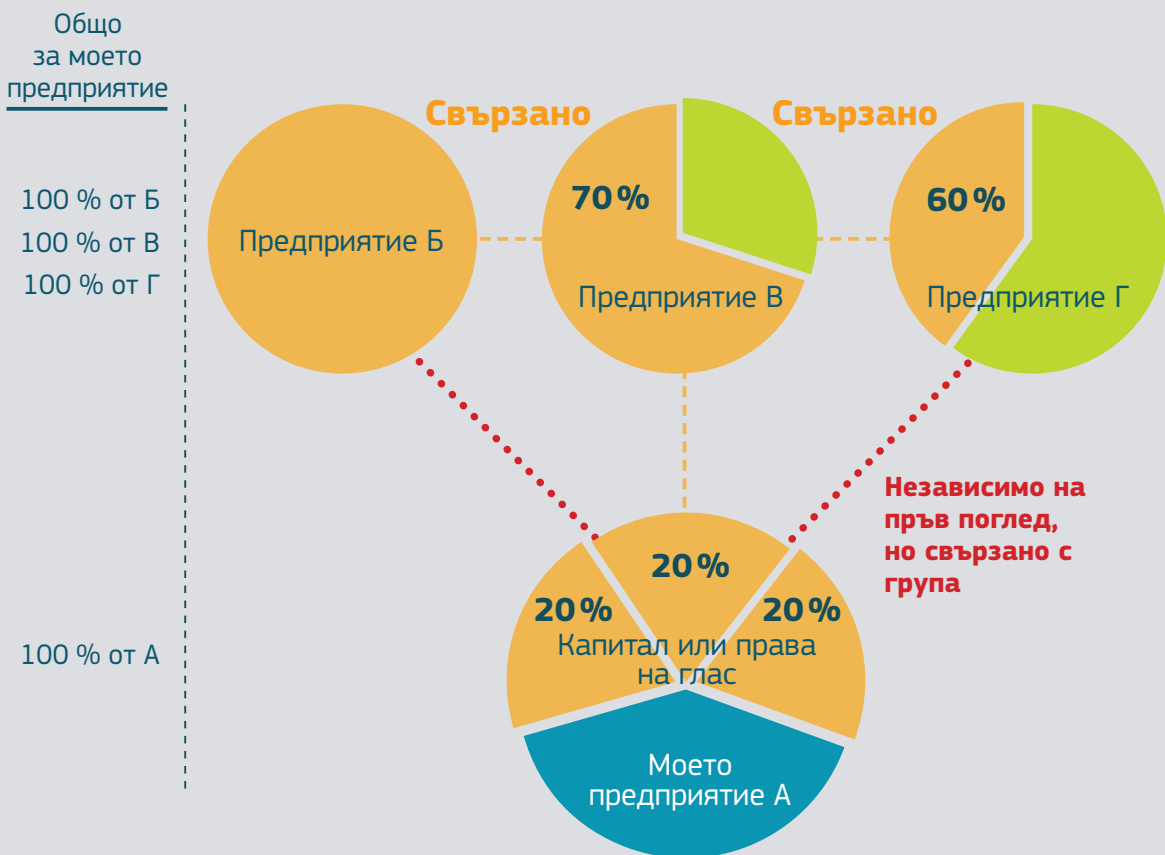 Общо
за моето
предприятие
Свързано
Свързано
100 % от Б
100 % от В
100 % от Г
Предприятие Б
70 %
Предприятие В
60 %
Предприятие Г
Независимо на
пръв поглед,
но свързано с
група
20 %
20 %
20 %
Капитал или права
на глас
100 % от А
Моето
предприятие А